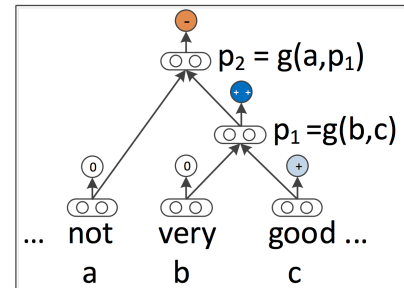 -
p₂ = g(a,p₁)
+ +
p₁ =g(b,c)
0 0 +
... not very good ...
a b c